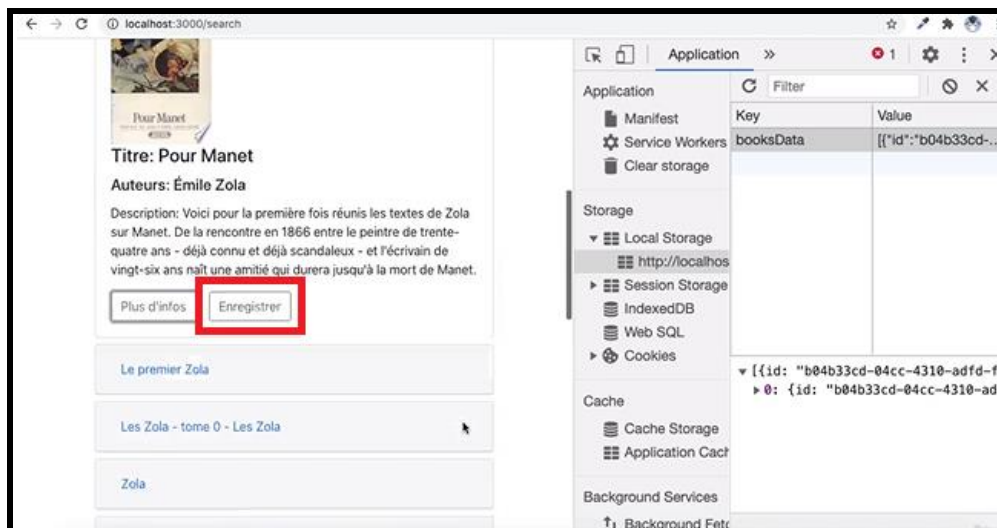 localhost:3000/search
Pour Manet
Titre: Pour Manet
Auteurs: Émile Zola
Description: Voici pour la première fois réunis les textes de Zola
sur Manet. De la rencontre en 1866 entre le peintre de trente-
quatre ans - déjà connu et déjà scandaleux - et l'écrivain de
vingt-six ans naît une amitié qui durera jusqu'à la mort de Manet.
Plus d'infos
Enregistrer
Le premier Zola
Les Zola - tome 0 - Les Zola
Zola
Application
»
1
Application
Manifest
Service Workers
Clear storage
Storage
Local Storage
http://localhos
Session Storage
IndexedDB
Web SQL
Cookies
Cache
Cache Storage
Application Cach
Background Services
Background Fetc
Filter
Key Value
booksData [{"id":"b04b33cd-...
[{id: "b04b33cd-04cc-4310-adfd-f
0: {id: "b04b33cd-04cc-4310-ad